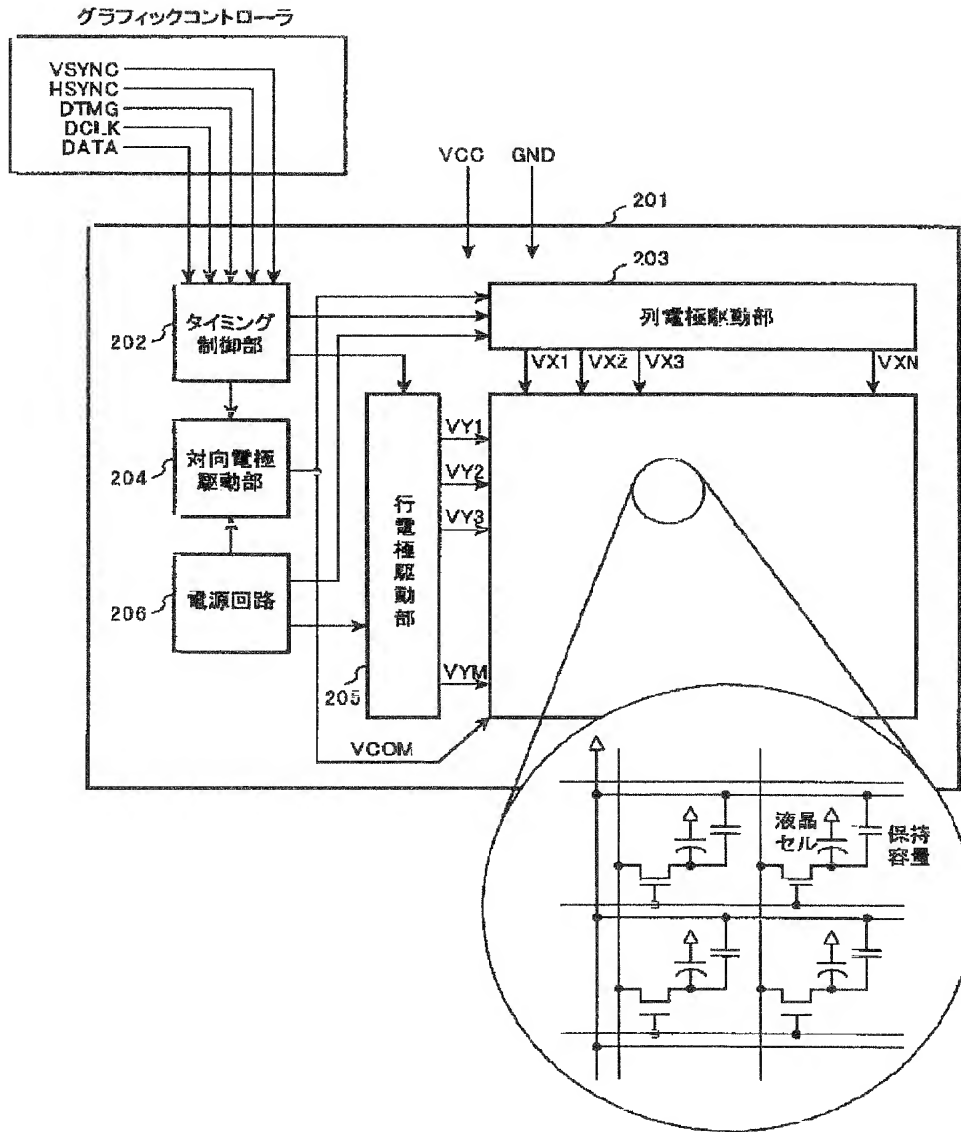 グラフィックコントローラ
VSYNC
HSYNC
DTMG
DCLK
DATA
VCC
GND
201
203
202
タイミング
制御部
列電極駆動部
VX1
VX2
VX3
VXN
204
対向電極
駆動部
VY1
VY2
VY3
VYM
行電極駆動部
206
電源回路
205
VCOM
液晶
セル
保持
容量